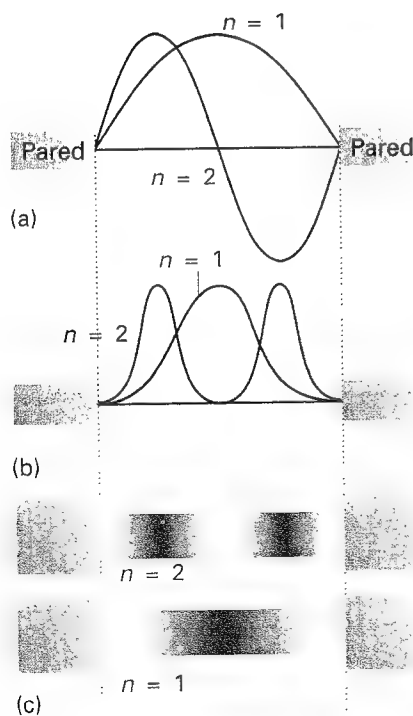 n = 1
Pared Pared
n = 2
(a)
n = 1
n = 2
(b)
n = 2
n = 1
(c)